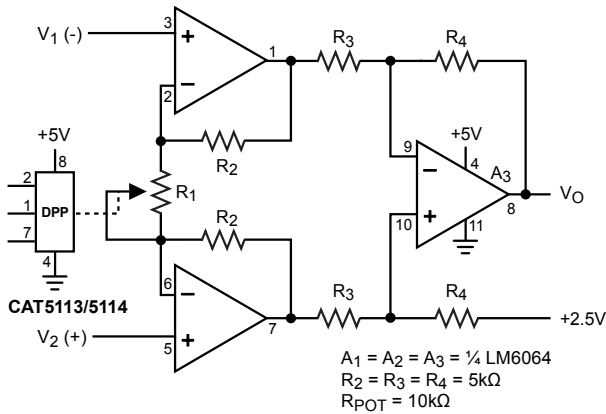 V1 (-)
3
+
1
R3
R4
−
2
+5V
8
R2
9
+5V
4
A3
−
2
1
7
DPP
R1
VO
8
+
10
11
R2
4
CAT5113/5114
6
−
R3
R4
+2.5V
7
V2 (+)
5
+
A1 = A2 = A3 = ¼ LM6064
R2 = R3 = R4 = 5kΩ
RPOT = 10kΩ